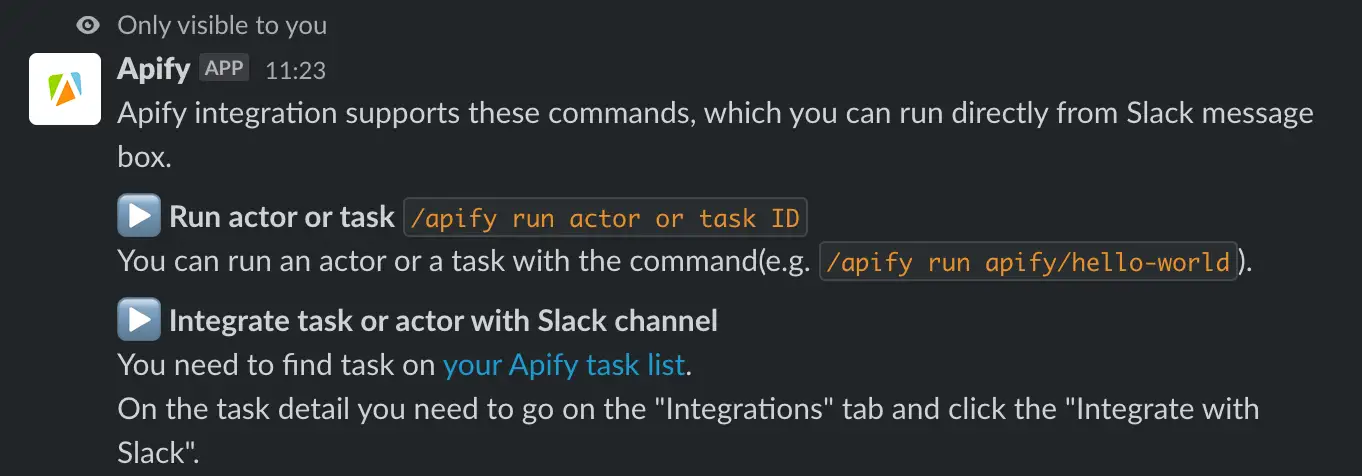 Only visible to you
Apify APP 11:23
Apify integration supports these commands, which you can run directly from Slack message
box.
Run actor or task /apify run actor or task ID
You can run an actor or a task with the command(e.g. /apify run apify/hello-world).
Integrate task or actor with Slack channel
You need to find task on your Apify task list.
On the task detail you need to go on the "Integrations" tab and click the "Integrate with
Slack".